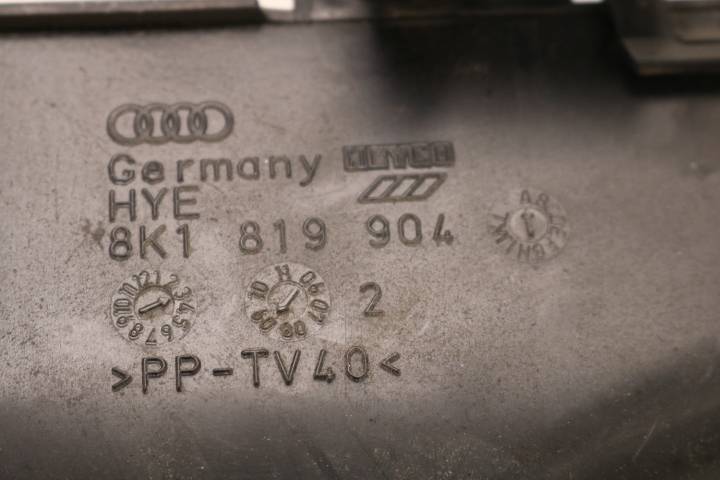 Germany
HYE
8K1 819 904
2
>PP-TV40<